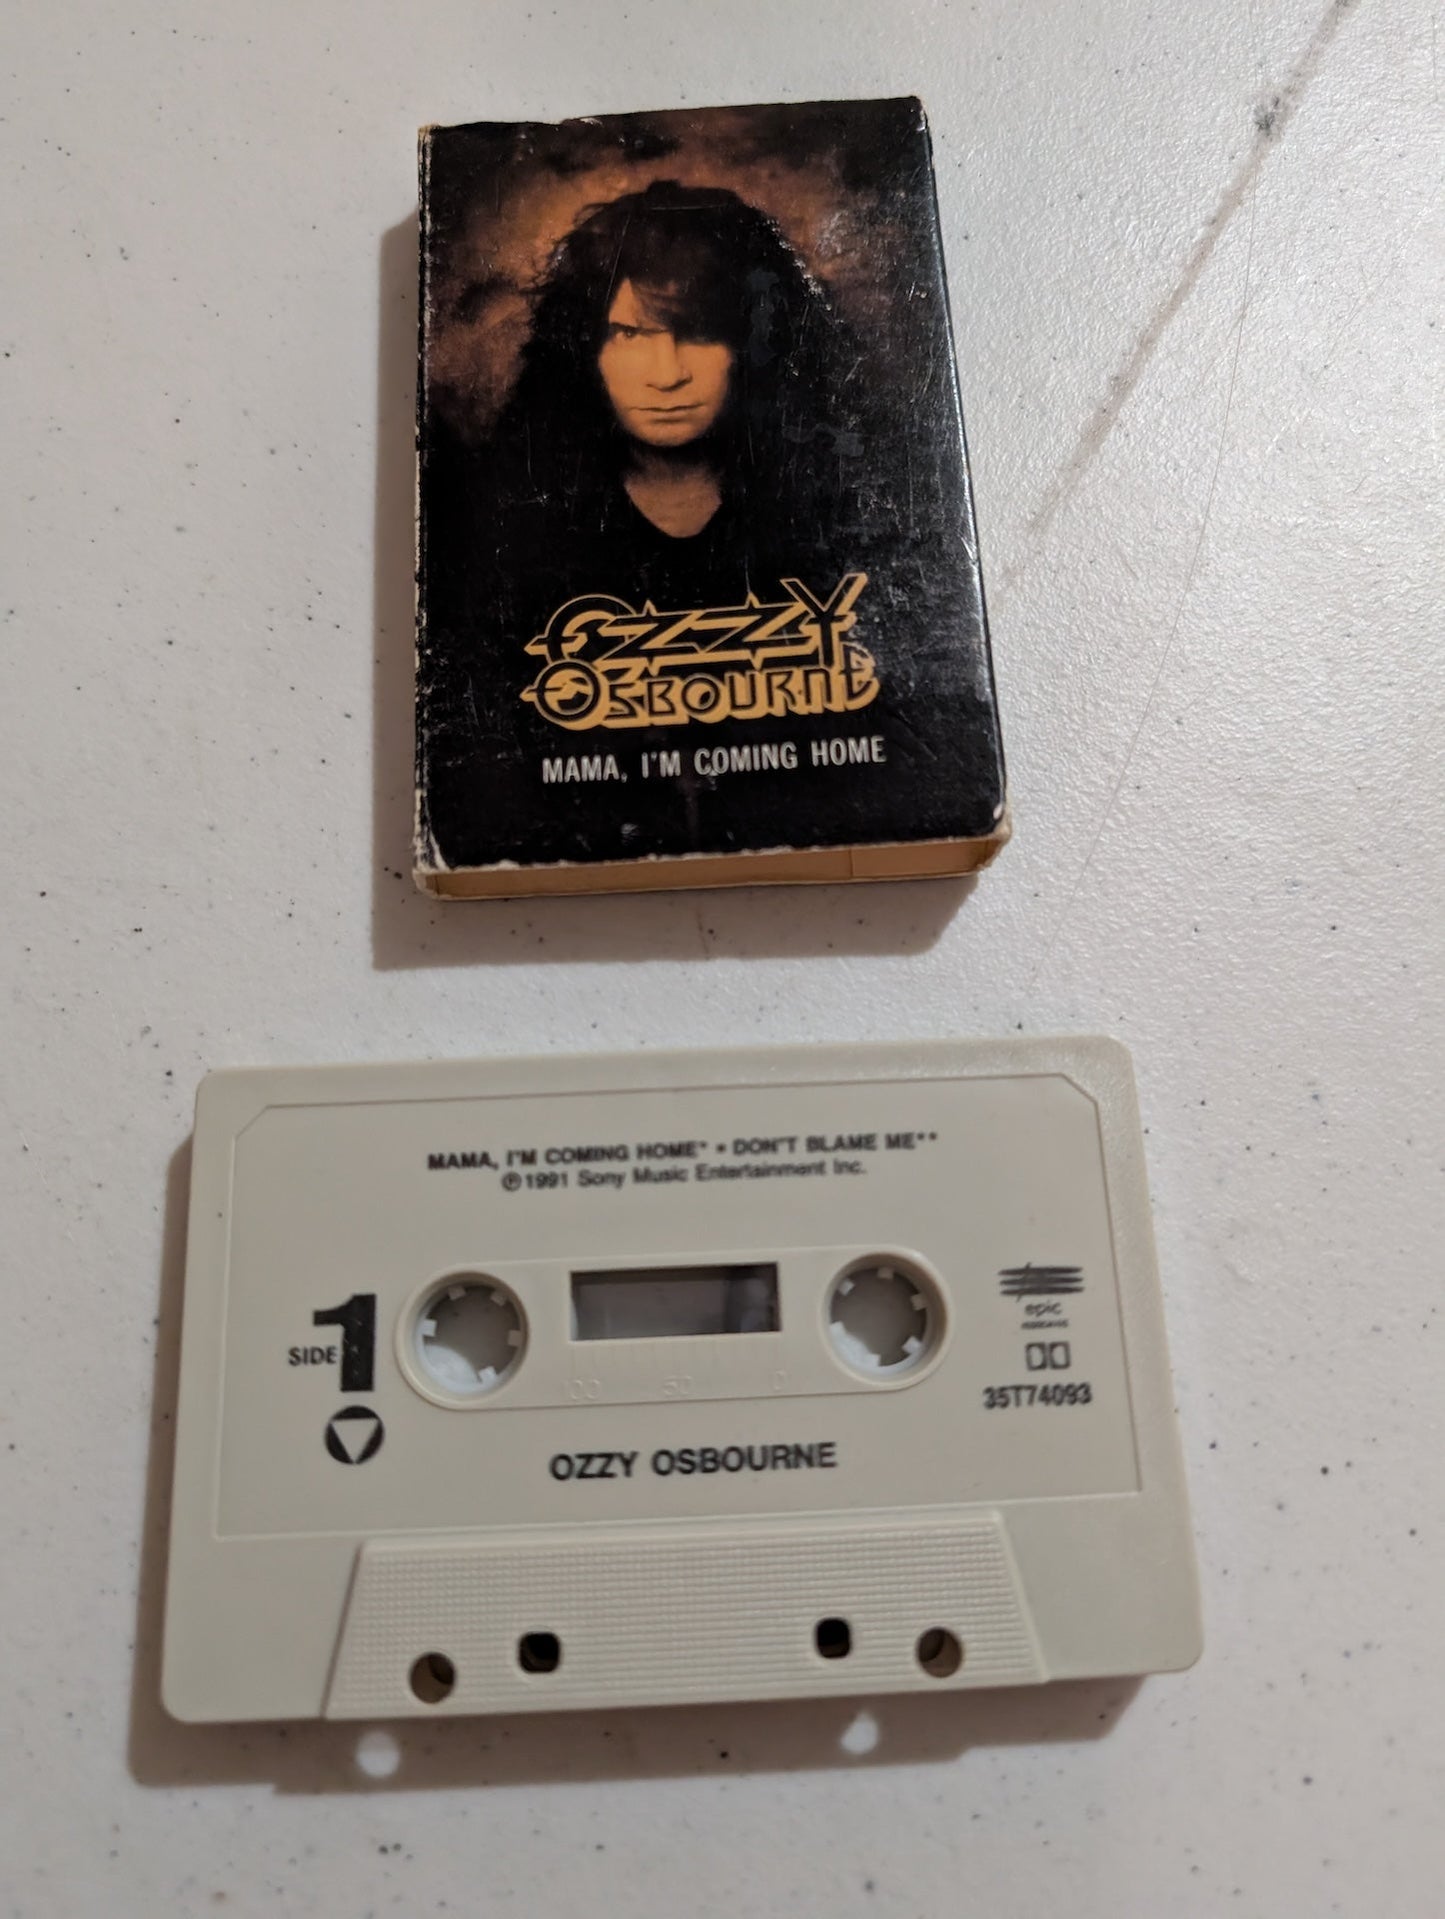 OZZY
OSBOURNE
MAMA, I'M COMING HOME
MAMA, I'M COMING HOME* • DON'T BLAME ME**
℗1991 Sony Music Entertainment Inc.
SIDE 1
100 50 0
epic
35T74093
OZZY OSBOURNE